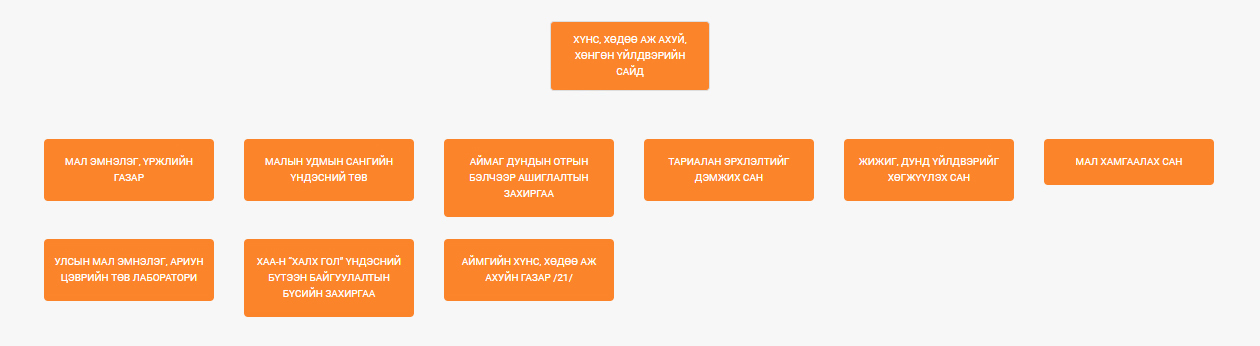 ХҮНС, ХӨДӨӨ АЖ АХУЙ,
ХӨНГӨН ҮЙЛДВЭРИЙН
САЙД
МАЛ ЭМНЭЛЭГ, ҮРЖЛИЙН
ГАЗАР
МАЛЫН УДМЫН САНГИЙН
ҮНДЭСНИЙ ТӨВ
АЙМАГ ДУНДЫН ОТРЫН
БЭЛЧЭЭР АШИГЛАЛТЫН
ЗАХИРГАА
ТАРИАЛАН ЭРХЛЭЛТИЙГ
ДЭМЖИХ САН
ЖИЖИГ, ДУНД ҮЙЛДВЭРИЙГ
ХӨГЖҮҮЛЭХ САН
МАЛ ХАМГААЛАХ САН
УЛСЫН МАЛ ЭМНЭЛЭГ, АРИУН
ЦЭВРИЙН ТӨВ ЛАБОРАТОРИ
ХАА-Н "ХАЛХ ГОЛ" ҮНДЭСНИЙ
БҮТЭЭН БАЙГУУЛАЛТЫН
БҮСИЙН ЗАХИРГАА
АЙМГИЙН ХҮНС, ХӨДӨӨ АЖ
АХУЙН ГАЗАР /21/